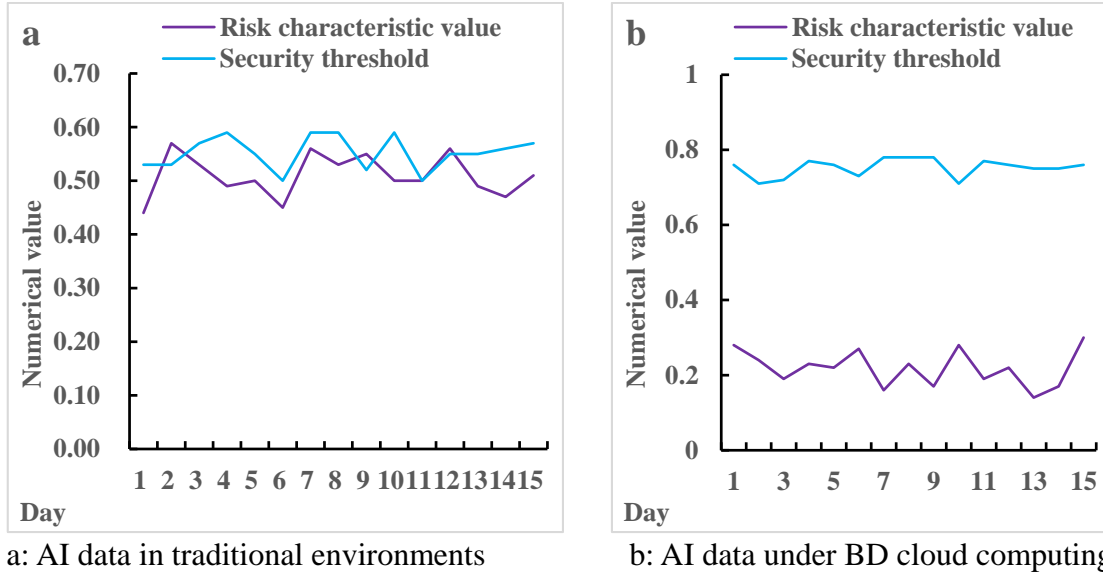 a
Risk characteristic value
Security threshold
0.70
0.60
0.50
0.40
0.30
0.20
0.10
0.00
Numerical value
1 2 3 4 5 6 7 8 9 10 11 12 13 14 15
Day
a: AI data in traditional environments
b
Risk characteristic value
Security threshold
1
0.8
0.6
0.4
0.2
0
Numerical value
1 3 5 7 9 11 13 15
Day
b: AI data under BD cloud computing